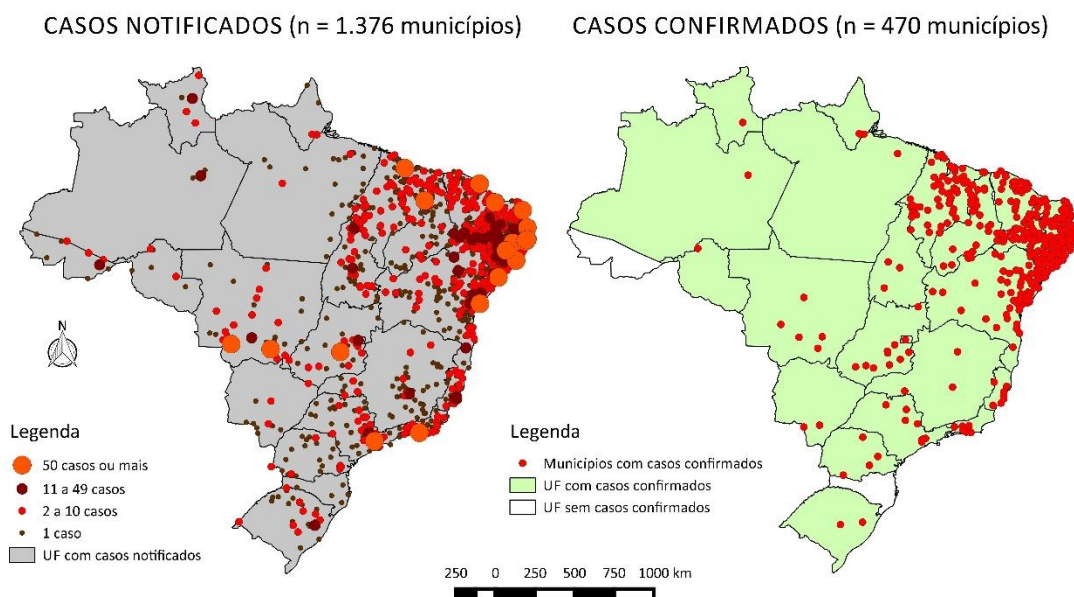 CASOS NOTIFICADOS (n = 1.376 municípios)
CASOS CONFIRMADOS (n = 470 municípios)
N
Legenda
50 casos ou mais
11 a 49 casos
2 a 10 casos
1 caso
UF com casos notificados
Legenda
Municípios com casos confirmados
UF com casos confirmados
UF sem casos confirmados
250 0 250 500 750 1000 km